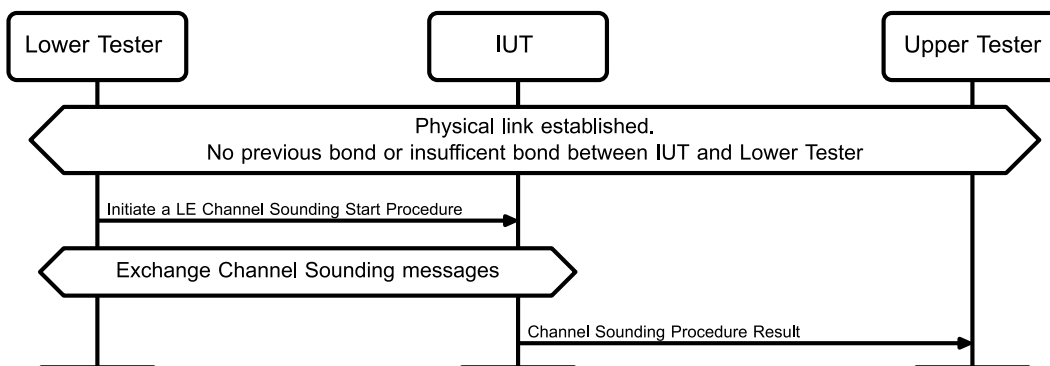 Lower Tester
IUT
Upper Tester
Physical link established.
No previous bond or insufficent bond between IUT and Lower Tester
Initiate a LE Channel Sounding Start Procedure
Exchange Channel Sounding messages
Channel Sounding Procedure Result